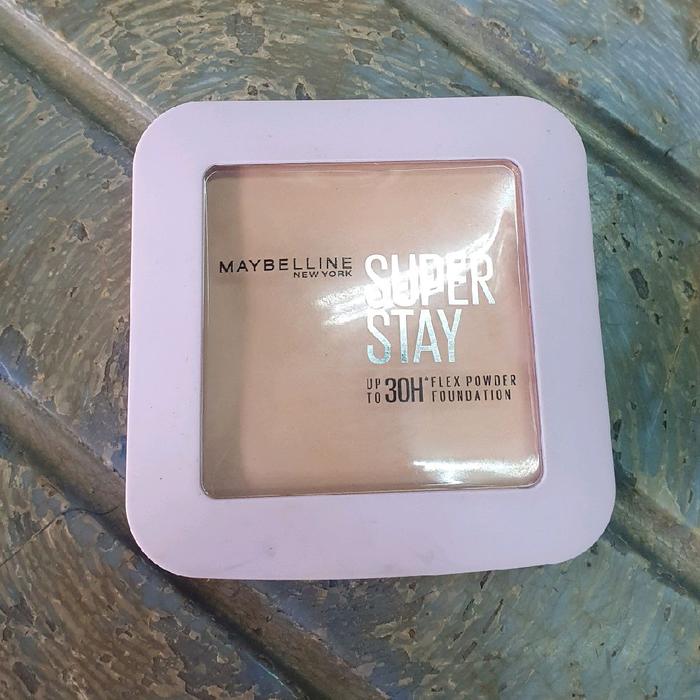 MAYBELLINE
NEW YORK
SUPER
STAY
UP TO 30H* FLEX POWDER FOUNDATION